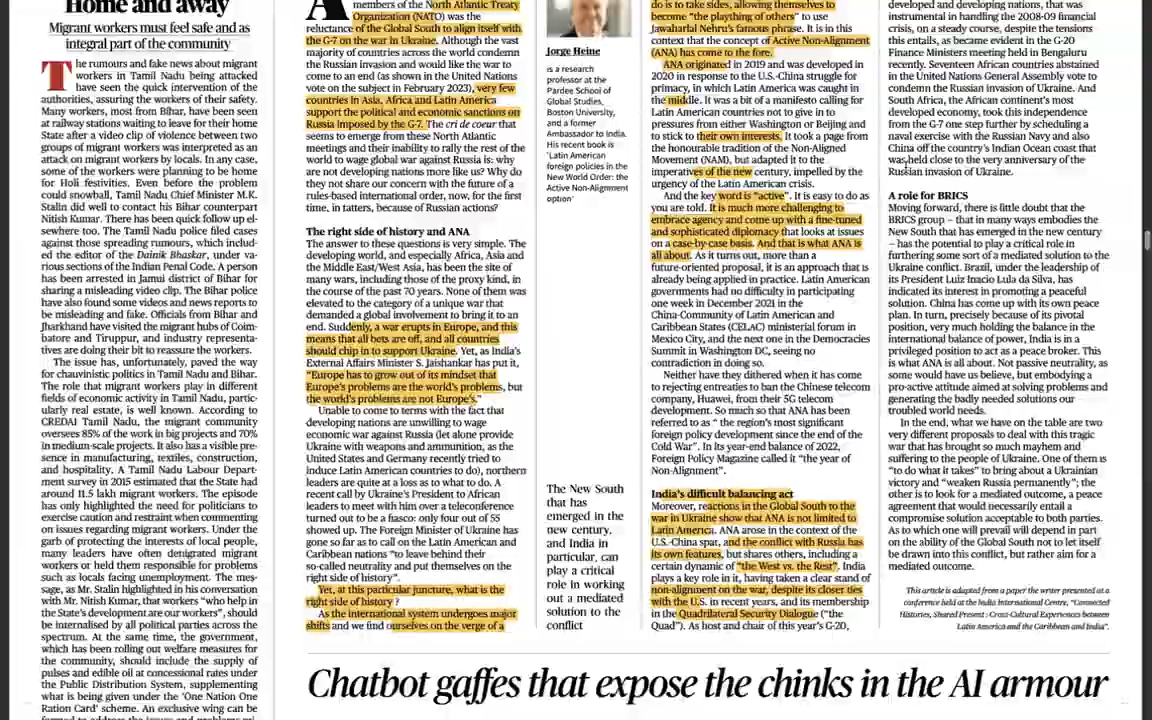 Home and away
Migrant workers must feel safe and as
integral part of the community
The rumours and fake news about migrant
workers in Tamil Nadu being attacked
have seen the quick intervention of the
authorities, assuring the workers of their safety.
Many workers, most from Bihar, have been seen
at railway stations waiting to leave for their home
State after a video clip of violence between two
groups of migrant workers was interpreted as an
attack on migrant workers by locals. In any case,
some of the workers were planning to be home
for Holi festivities. Even before the problem
could snowball, Tamil Nadu Chief Minister M.K.
Stalin did well to contact his Bihar counterpart
Nitish Kumar. There has been quick follow up el-
sewhere too. The Tamil Nadu police filed cases
against those spreading rumours, which includ-
ed the editor of the Dainik Bhaskar, under va-
rious sections of the Indian Penal Code. A person
has been arrested in Jamui district of Bihar for
sharing a misleading video clip. The Bihar police
have also found some videos and news reports to
be misleading and fake. Officials from Bihar and
Jharkhand have visited the migrant hubs of Coim-
batore and Tiruppur, and industry representa-
tives are doing their bit to reassure the workers.
The issue has, unfortunately, paved the way
for chauvinistic politics in Tamil Nadu and Bihar.
The role that migrant workers play in different
fields of economic activity in Tamil Nadu, partic-
ularly real estate, is well known. According to
CREDAI Tamil Nadu, the migrant community
oversees 85% of the work in big projects and 70%
in medium-scale projects. It also has a visible pre-
sence in manufacturing, textiles, construction,
and hospitality. A Tamil Nadu Labour Depart-
ment survey in 2015 estimated that the State had
around 11.5 lakh migrant workers. The episode
has only highlighted the need for politicians to
exercise caution and restraint when commenting
on issues regarding migrant workers. Under the
garb of protecting the interests of local people,
many leaders have often denigrated migrant
workers or held them responsible for problems
such as locals facing unemployment. The mes-
sage, as Mr. Stalin highlighted in his conversation
with Mr. Nitish Kumar, that workers “who help in
the State's development are our workers”, should
be internalised by all political parties across the
spectrum. At the same time, the government,
which has been rolling out welfare measures for
the community, should include the supply of
pulses and edible oil at concessional rates under
the Public Distribution System, supplementing
what is being given under the 'One Nation One
Ration Card' scheme. An exclusive wing can be
A members of the North Atlantic Treaty
Organization (NATO) was the
reluctance of the Global South to align itself with
the G-7 on the war in Ukraine. Although the vast
majority of countries across the world condemn
the Russian invasion and would like the war to
come to an end (as shown in the United Nations
vote on the subject in February 2023), very few
countries in Asia, Africa and Latin America
support the political and economic sanctions on
Russia imposed by the G-7. The cri de coeur that
seems to emerge from these North Atlantic
meetings and their inability to rally the rest of the
world to wage global war against Russia is: why
are not developing nations more like us? Why do
they not share our concern with the future of a
rules-based international order, now, for the first
time, in tatters, because of Russian actions?
The right side of history and ANA
The answer to these questions is very simple. The
developing world, and especially Africa, Asia and
the Middle East/West Asia, has been the site of
many wars, including those of the proxy kind, in
the course of the past 70 years. None of them was
elevated to the category of a unique war that
demanded a global involvement to bring it to an
end. Suddenly, a war erupts in Europe, and this
means that all bets are off, and all countries
should chip in to support Ukraine. Yet, as India's
External Affairs Minister S. Jaishankar has put it,
“Europe has to grow out of its mindset that
Europe's problems are the world's problems, but
the world's problems are not Europe's.”
Unable to come to terms with the fact that
developing nations are unwilling to wage
economic war against Russia (let alone provide
Ukraine with weapons and ammunition, as the
United States and Germany recently tried to
induce Latin American countries to do), northern
leaders are quite at a loss as to what to do. A
recent call by Ukraine's President to African
leaders to meet with him over a teleconference
turned out to be a fiasco: only four out of 55
showed up. The Foreign Minister of Ukraine has
gone so far as to call on the Latin American and
Caribbean nations “to leave behind their
so-called neutrality and put themselves on the
right side of history”.
Yet, at this particular juncture, what is the
right side of history ?
As the international system undergoes major
shifts and we find ourselves on the verge of a
Jorge Heine
is a research
professor at the
Pardee School of
Global Studies,
Boston University,
and a former
Ambassador to India.
His recent book is
'Latin American
foreign policies in the
New World Order: the
Active Non-Alignment
option'
The New South
that has
emerged in the
new century,
and India in
particular, can
play a critical
role in working
out a mediated
solution to the
conflict
do is to take sides, allowing themselves to
become “the plaything of others” to use
Jawaharlal Nehru's famous phrase. It is in this
context that the concept of Active Non-Alignment
(ANA) has come to the fore.
ANA originated in 2019 and was developed in
2020 in response to the U.S.-China struggle for
primacy, in which Latin America was caught in
the middle. It was a bit of a manifesto calling for
Latin American countries not to give in to
pressures from either Washington or Beijing and
to stick to their own interests. It took a page from
the honourable tradition of the Non-Aligned
Movement (NAM), but adapted it to the
imperatives of the new century, impelled by the
urgency of the Latin American crisis.
And the key word is “active”. It is easy to do as
you are told. It is much more challenging to
embrace agency and come up with a fine-tuned
and sophisticated diplomacy that looks at issues
on a case-by-case basis. And that is what ANA is
all about. As it turns out, more than a
future-oriented proposal, it is an approach that is
already being applied in practice. Latin American
governments had no difficulty in participating
one week in December 2021 in the
China-Community of Latin American and
Caribbean States (CELAC) ministerial forum in
Mexico City, and the next one in the Democracies
Summit in Washington DC, seeing no
contradiction in doing so.
Neither have they dithered when it has come
to rejecting entreaties to ban the Chinese telecom
company, Huawei, from their 5G telecom
development. So much so that ANA has been
referred to as “ the region's most significant
foreign policy development since the end of the
Cold War”. In its year-end balance of 2022,
Foreign Policy Magazine called it “the year of
Non-Alignment”.
India's difficult balancing act
Moreover, reactions in the Global South to the
war in Ukraine show that ANA is not limited to
Latin America. ANA arose in the context of the
U.S.-China spat, and the conflict with Russia has
its own features, but shares others, including a
certain dynamic of “the West vs. the Rest”. India
plays a key role in it, having taken a clear stand of
non-alignment on the war, despite its closer ties
with the U.S. in recent years, and its membership
in the Quadrilateral Security Dialogue (“the
Quad”). As host and chair of this year's G-20,
developed and developing nations, that was
instrumental in handling the 2008-09 financial
crisis, on a steady course, despite the tensions
this entails, as became evident in the G-20
Finance Ministers meeting held in Bengaluru
recently. Seventeen African countries abstained
in the United Nations General Assembly vote to
condemn the Russian invasion of Ukraine. And
South Africa, the African continent's most
developed economy, took this independence
from the G-7 one step further by scheduling a
naval exercise with the Russian Navy and also
China off the country's Indian Ocean coast that
was held close to the very anniversary of the
Russian invasion of Ukraine.
A role for BRICS
Moving forward, there is little doubt that the
BRICS group – that in many ways embodies the
New South that has emerged in the new century
– has the potential to play a critical role in
furthering some sort of a mediated solution to the
Ukraine conflict. Brazil, under the leadership of
its President Luiz Inacio Lula da Silva, has
indicated its interest in promoting a peaceful
solution. China has come up with its own peace
plan. In turn, precisely because of its pivotal
position, very much holding the balance in the
international balance of power, India is in a
privileged position to act as a peace broker. This
is what ANA is all about. Not passive neutrality, as
some would have us believe, but embodying a
pro-active attitude aimed at solving problems and
generating the badly needed solutions our
troubled world needs.
In the end, what we have on the table are two
very different proposals to deal with this tragic
war that has brought so much mayhem and
suffering to the people of Ukraine. One of them is
“to do what it takes” to bring about a Ukrainian
victory and “weaken Russia permanently”; the
other is to look for a mediated outcome, a peace
agreement that would necessarily entail a
compromise solution acceptable to both parties.
As to which one will prevail will depend in part
on the ability of the Global South not to let itself
be drawn into this conflict, but rather aim for a
mediated outcome.
This article is adapted from a paper the writer presented at a
conference held at the India International Centre, “Connected
Histories, Shared Present : Cross-Cultural Experiences between
Latin America and the Caribbean and India”.
Chatbot gaffes that expose the chinks in the AI armour